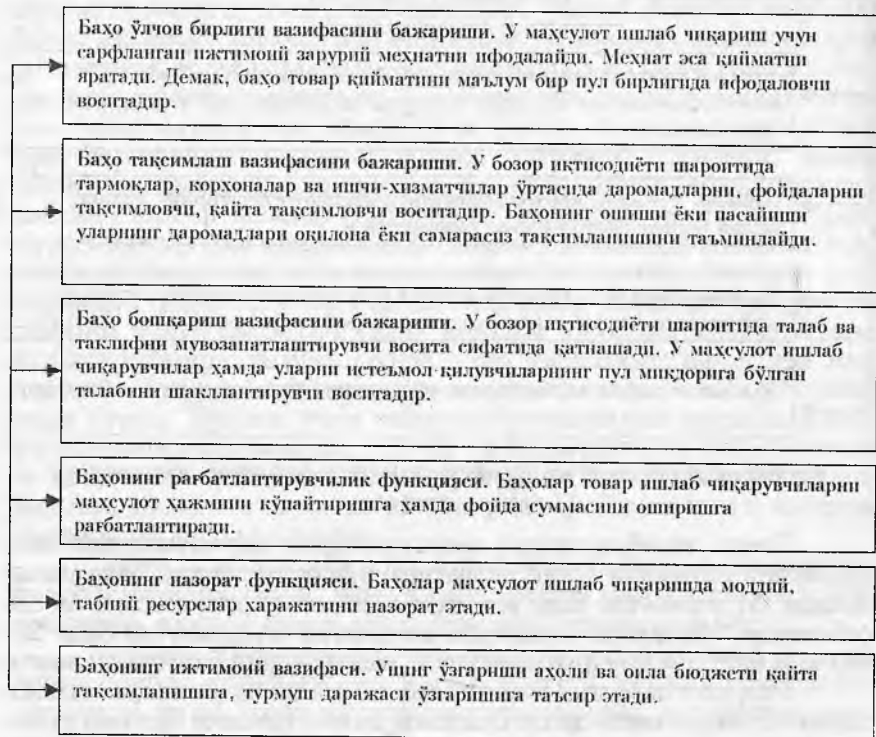 Баҳо ўлчов бирлиги вазифасини бажариши. У маҳсулот ишлаб чиқариш учун
сарфланган ижтимоий зарурий меҳнатни ифодалайди. Меҳнат эса қийматни
яратади. Демак, баҳо товар қийматини маълум бир пул бирлигида ифодаловчи
воситадир.
Баҳо тақсимлаш вазифасини бажариши. У бозор иқтисодиёти шароитида
тармоқлар, корхоналар ва ишчи-хизматчилар ўртасида даромадларни, фойдаларни
тақсимловчи, қайта тақсимловчи воситадир. Баҳонинг ошиши ёки пасайиши
уларнинг даромадлари оқилона ёки самарасиз тақсимланишини таъминлайди.
Баҳо бошқариш вазифасини бажариши. У бозор иқтисодиёти шароитида талаб ва
таклифни мувозанатлаштирувчи восита сифатида қатнашади. У маҳсулот ишлаб
чиқарувчилар ҳамда уларни истеъмол қилувчиларнинг пул миқдорига бўлган
талабини шакллантирувчи воситадир.
Баҳонинг рағбатлантирувчилик функцияси. Баҳолар товар ишлаб чиқарувчиларни
маҳсулот ҳажмини кўпайтиришга ҳамда фойда суммасини оширишга
рағбатлантиради.
Баҳонинг назорат функцияси. Баҳолар маҳсулот ишлаб чиқаришда моддий,
табиий ресурслар харажатини назорат этади.
Баҳонинг ижтимоий вазифаси. Унинг ўзгариши аҳоли ва оила бюджети қайта
тақсимланишига, турмуш даражаси ўзгаришига таъсир этади.